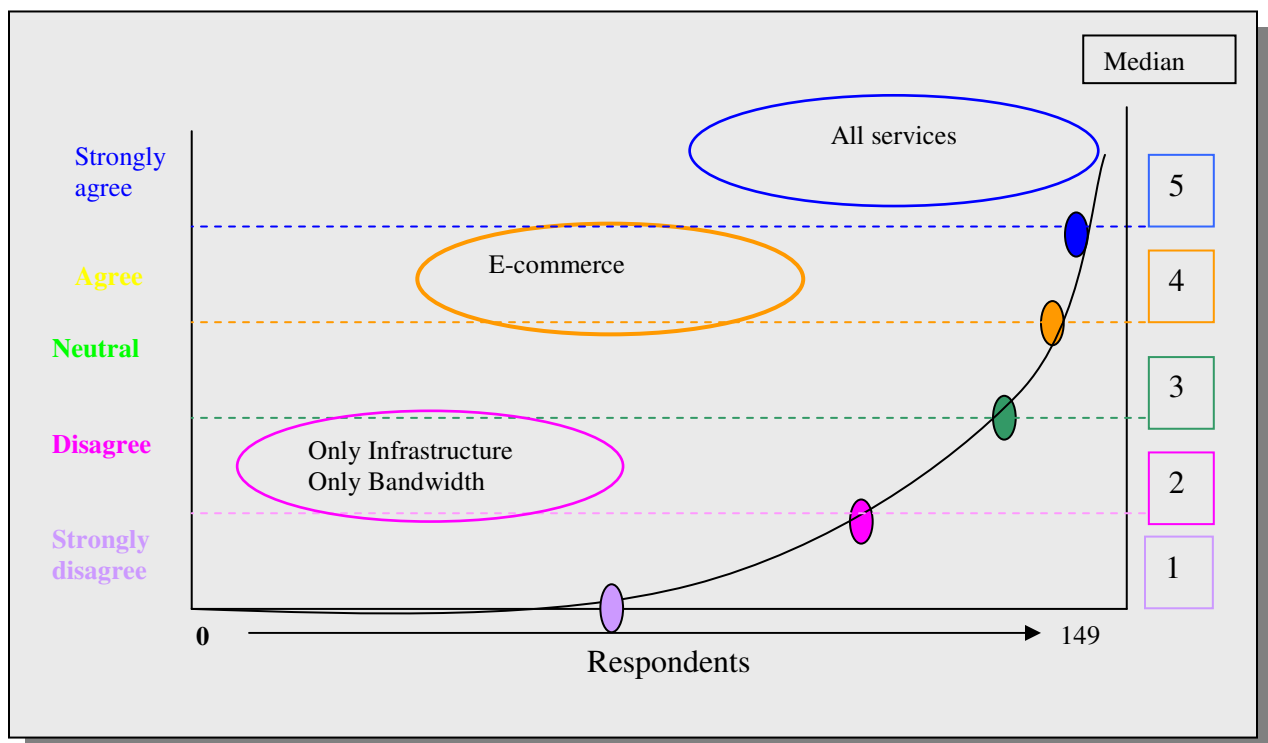 Median
All services
Strongly
agree
5
E-commerce
Agree
4
Neutral
3
Disagree
Only Infrastructure
Only Bandwidth
2
Strongly
disagree
1
0
149
Respondents